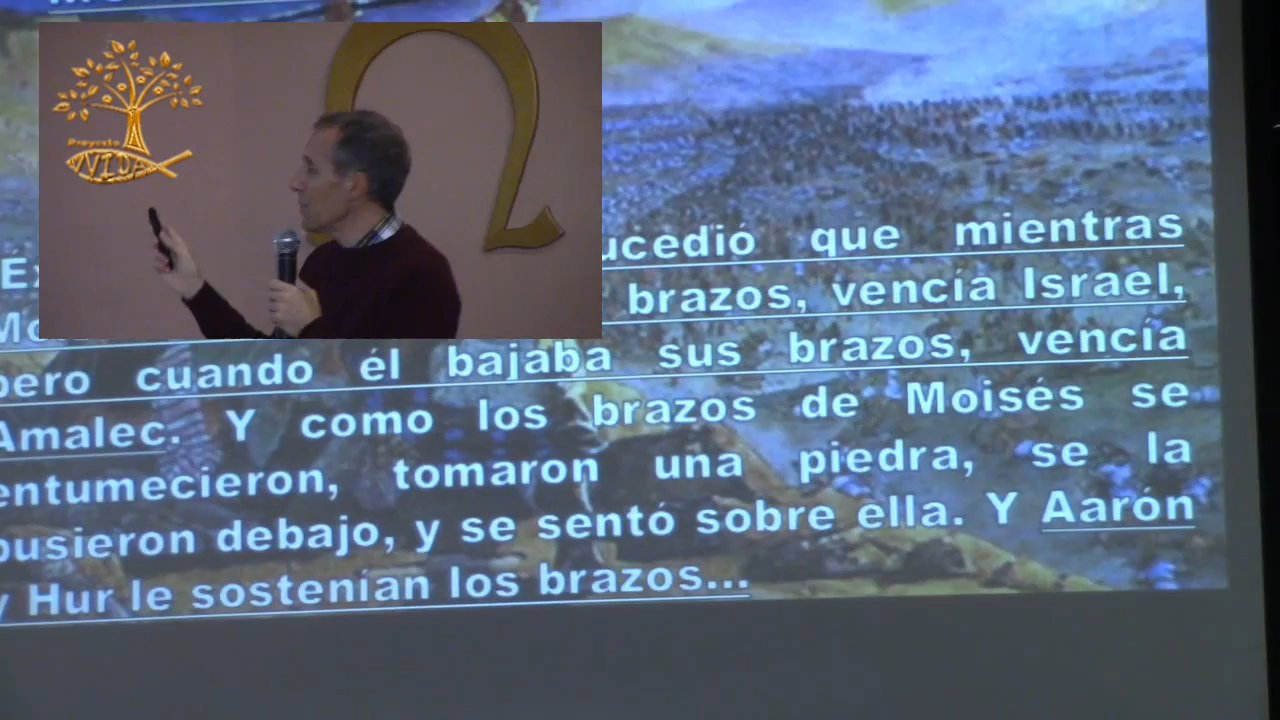 Proyecto
VIDA
ucedió que mientras
brazos, vencía Israel,
pero cuando él bajaba sus brazos, vencía
Amalec. Y como los brazos de Moisés se
entumecieron, tomaron una piedra, se la
pusieron debajo, y se sentó sobre ella. Y Aarón
y Hur le sostenían los brazos...